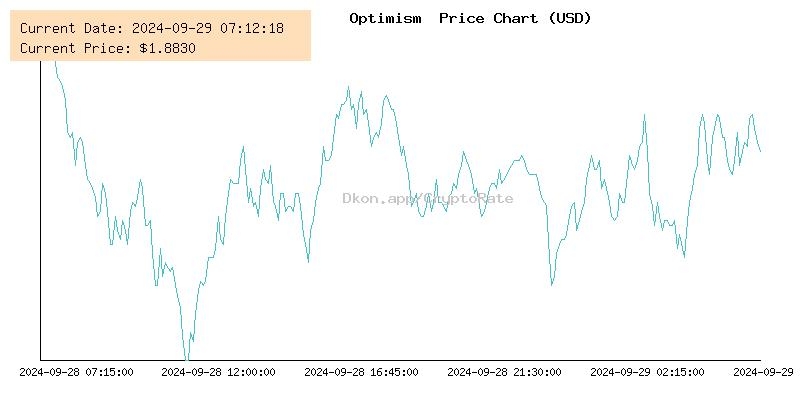 Optimism Price Chart (USD)
Current Date: 2024-09-29 07:12:18
Current Price: $1.8830
Dkon.app/CryptoRate
2024-09-28 07:15:00 2024-09-28 12:00:00 2024-09-28 16:45:00 2024-09-28 21:30:00 2024-09-29 02:15:00 2024-09-29